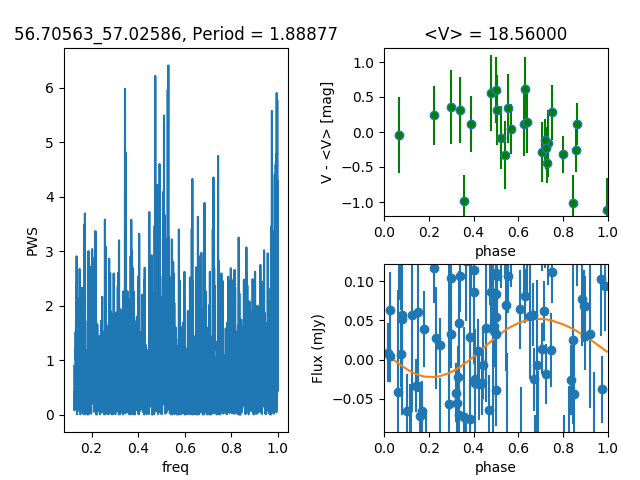 56.70563_57.02586, Period = 1.88877
PWS
6
5
4
3
2
1
0
0.2 0.4 0.6 0.8 1.0
freq
<V> = 18.56000
V - <V> [mag]
1.0
0.5
0.0
−0.5
−1.0
0.0 0.2 0.4 0.6 0.8 1.0
phase
Flux (mJy)
0.10
0.05
0.00
−0.05
0.0 0.2 0.4 0.6 0.8 1.0
phase